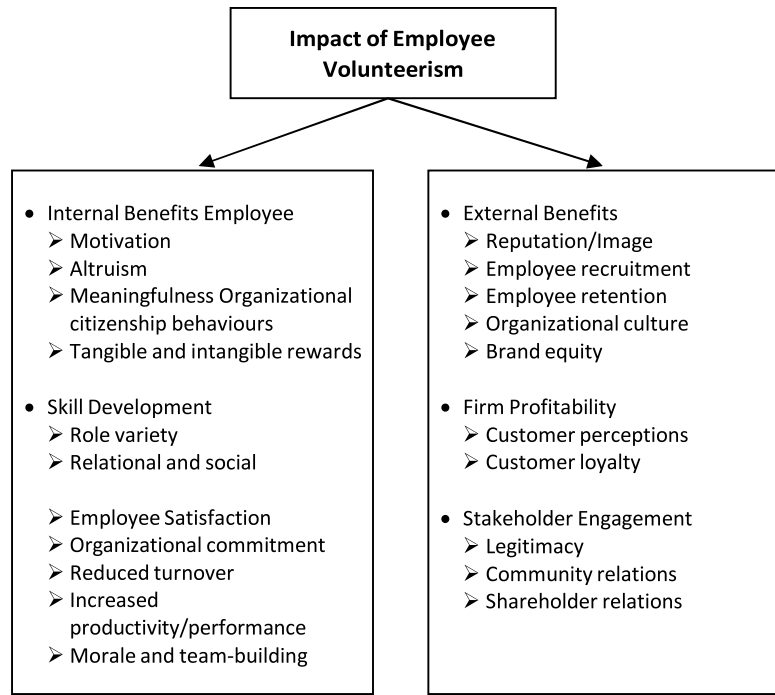 Impact of Employee
Volunteerism
• Internal Benefits Employee
➢ Motivation
➢ Altruism
➢ Meaningfulness Organizational
citizenship behaviours
➢ Tangible and intangible rewards
• Skill Development
➢ Role variety
➢ Relational and social
➢ Employee Satisfaction
➢ Organizational commitment
➢ Reduced turnover
➢ Increased
productivity/performance
➢ Morale and team-building
• External Benefits
➢ Reputation/Image
➢ Employee recruitment
➢ Employee retention
➢ Organizational culture
➢ Brand equity
• Firm Profitability
➢ Customer perceptions
➢ Customer loyalty
• Stakeholder Engagement
➢ Legitimacy
➢ Community relations
➢ Shareholder relations